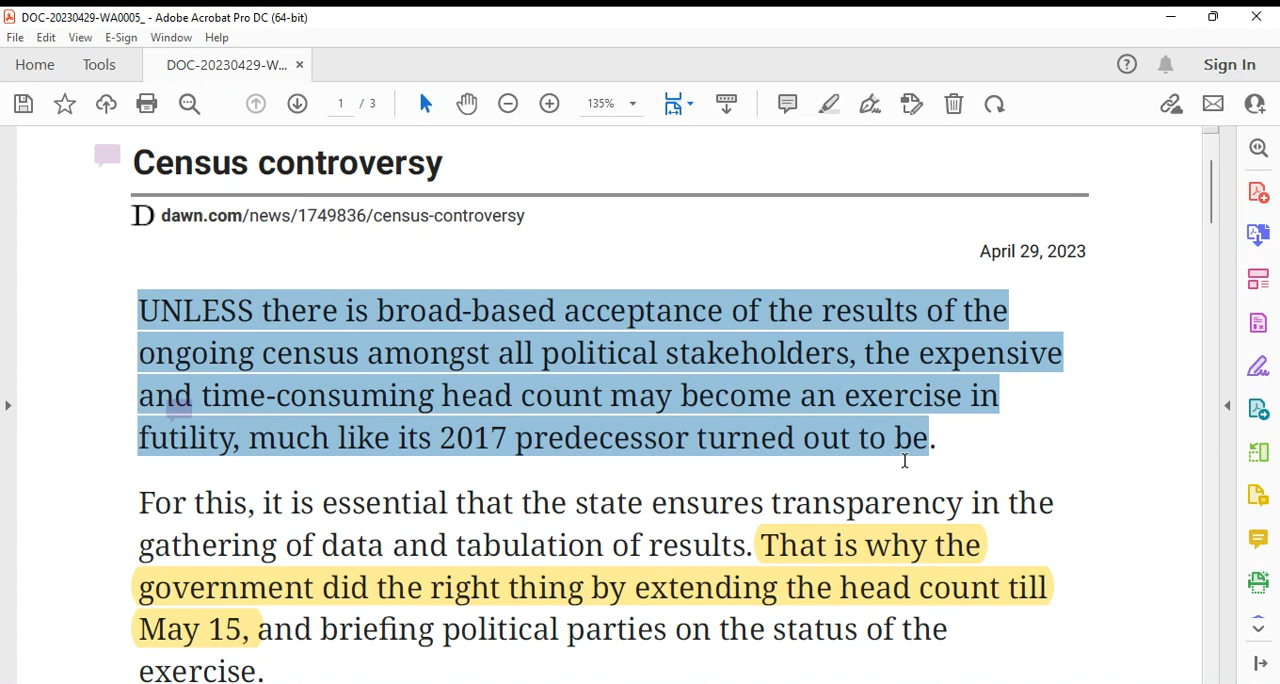 DOC-20230429-WA0005_ - Adobe Acrobat Pro DC (64-bit)
File Edit View E-Sign Window Help
Home Tools DOC-20230429-W... × Sign In
1 / 3 135%
Census controversy
D dawn.com/news/1749836/census-controversy
April 29, 2023
UNLESS there is broad-based acceptance of the results of the
ongoing census amongst all political stakeholders, the expensive
and time-consuming head count may become an exercise in
futility, much like its 2017 predecessor turned out to be.
For this, it is essential that the state ensures transparency in the
gathering of data and tabulation of results. That is why the
government did the right thing by extending the head count till
May 15, and briefing political parties on the status of the
exercise.